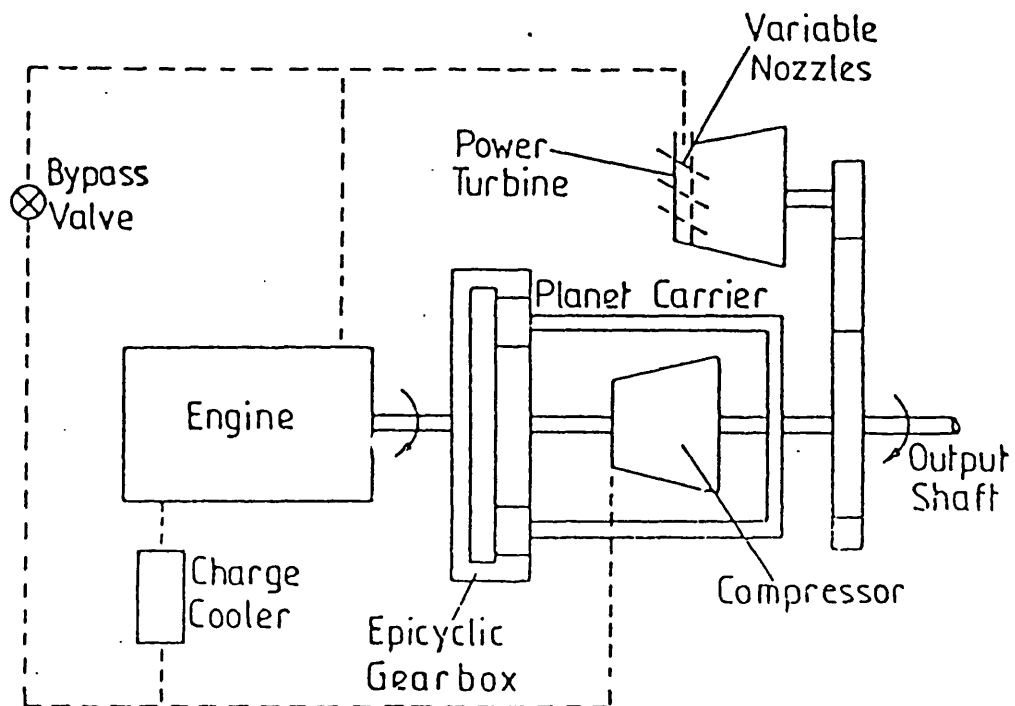 Variable
Nozzles
Power
Turbine
Bypass
Valve
Planet Carrier
Engine
Output
Shaft
Charge
Cooler
Compressor
Epicyclic
Gearbox